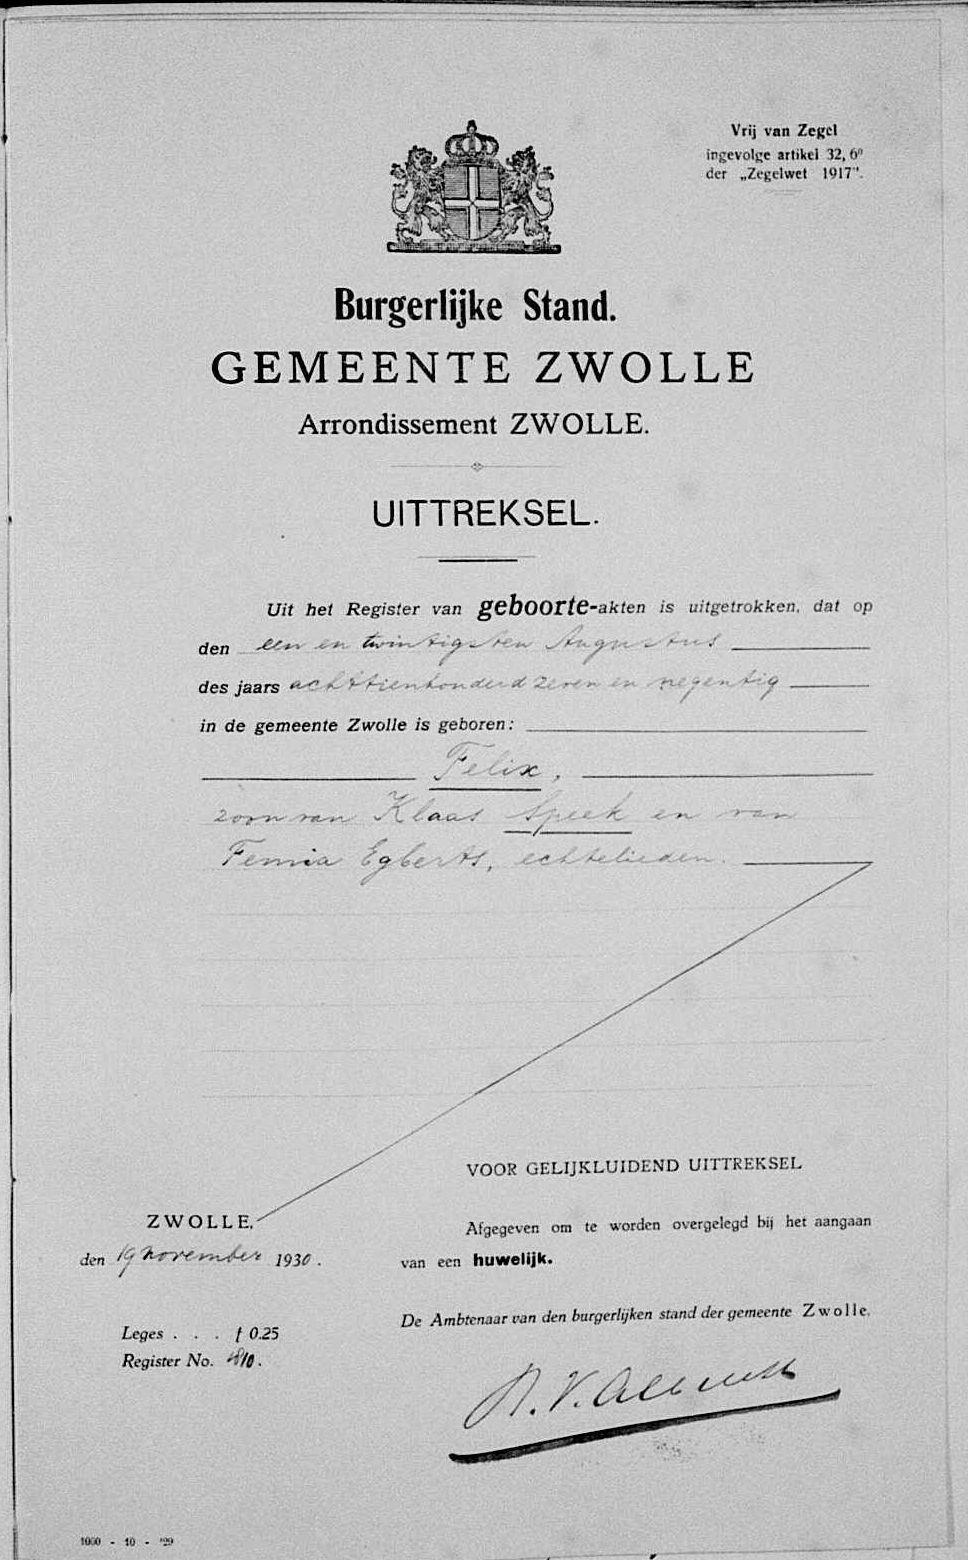 Vrij van Zegel
ingevolge artikel 32, 6º
der „Zegelwet 1917”.
Burgerlijke Stand.
GEMEENTE ZWOLLE
Arrondissement ZWOLLE.
UITTREKSEL.
Uit het Register van geboorte-akten is uitgetrokken, dat op
den een en twintigsten Augustus
des jaars achttienhonderd zeven en negentig
in de gemeente Zwolle is geboren:
Felix,
zoon van Klaas Speek en van
Femia Egberts, echtelieden.
VOOR GELIJKLUIDEND UITTREKSEL
ZWOLLE,
Afgegeven om te worden overgelegd bij het aangaan
den 19 november 1930.
van een huwelijk.
De Ambtenaar van den burgerlijken stand der gemeente Zwolle,
Leges . . . f 0.25
Register No. 810.
1000 - 10 - '29